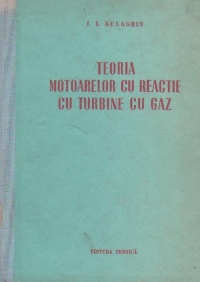 I. I. KULAGHIN
TEORIA
MOTOARELOR CU REACTIE
CU TURBINE CU GAZ
EDITURA TEHNICĂ